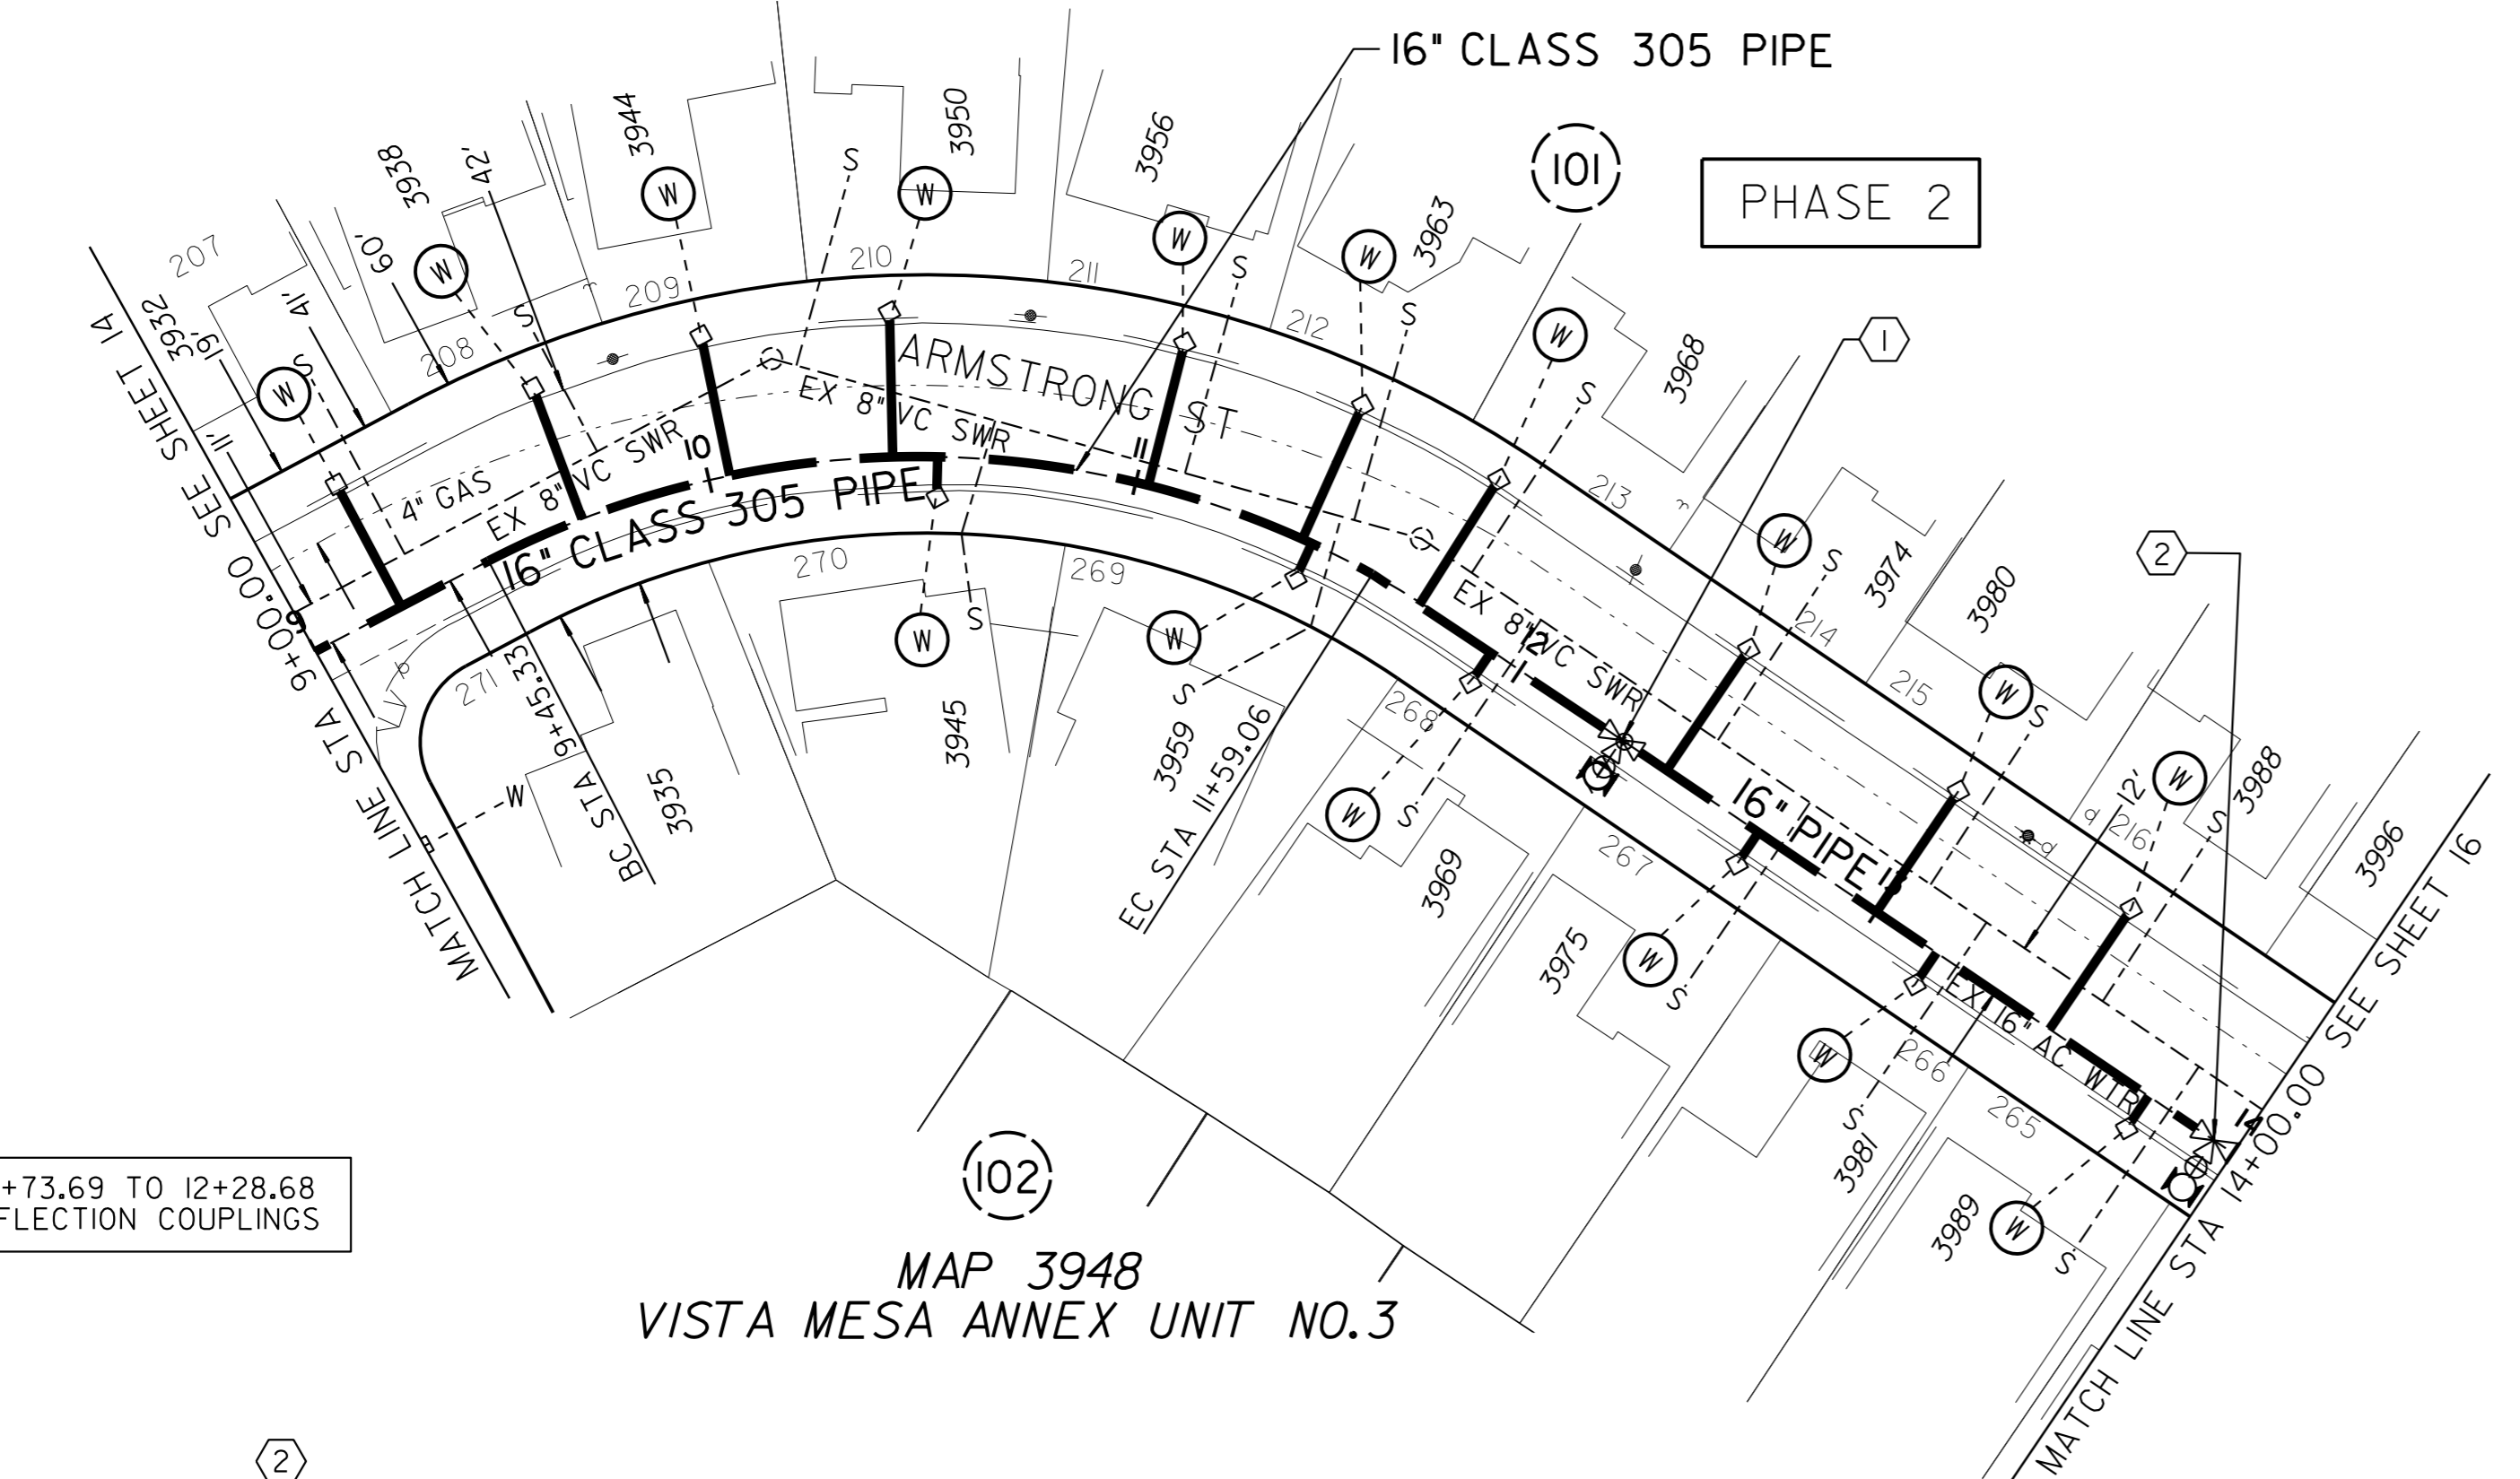 16" CLASS 305 PIPE
101
PHASE 2
3932
3938
3944
3950
3956
3963
3968
3974
3980
3988
3996
207
208
209
210
211
212
213
214
215
216
11'
19'
41'
60'
42'
12'
W
W
W
W
W
W
W
W
W
W
S
S
S
S
S
S
S
S
S
1
2
ARMSTRONG ST
4" GAS
EX 8" VC SWR
EX 8" VC SWR
EX 8" VC SWR
16" CLASS 305 PIPE
16" PIPE
EX 16" AC WTR
9
10
11
12
13
14
MATCH LINE STA 9+00.00 SEE SHEET 14
BC STA 9+45.33
EC STA 11+59.06
MATCH LINE STA 14+00.00 SEE SHEET 16
271
270
269
268
267
266
265
W
W
W
W
W
W
W
S
S
S
S
S
S
3935
3945
3959
3969
3975
3981
3989
102
MAP 3948
VISTA MESA ANNEX UNIT NO.3
+73.69 TO 12+28.68
FLECTION COUPLINGS
2